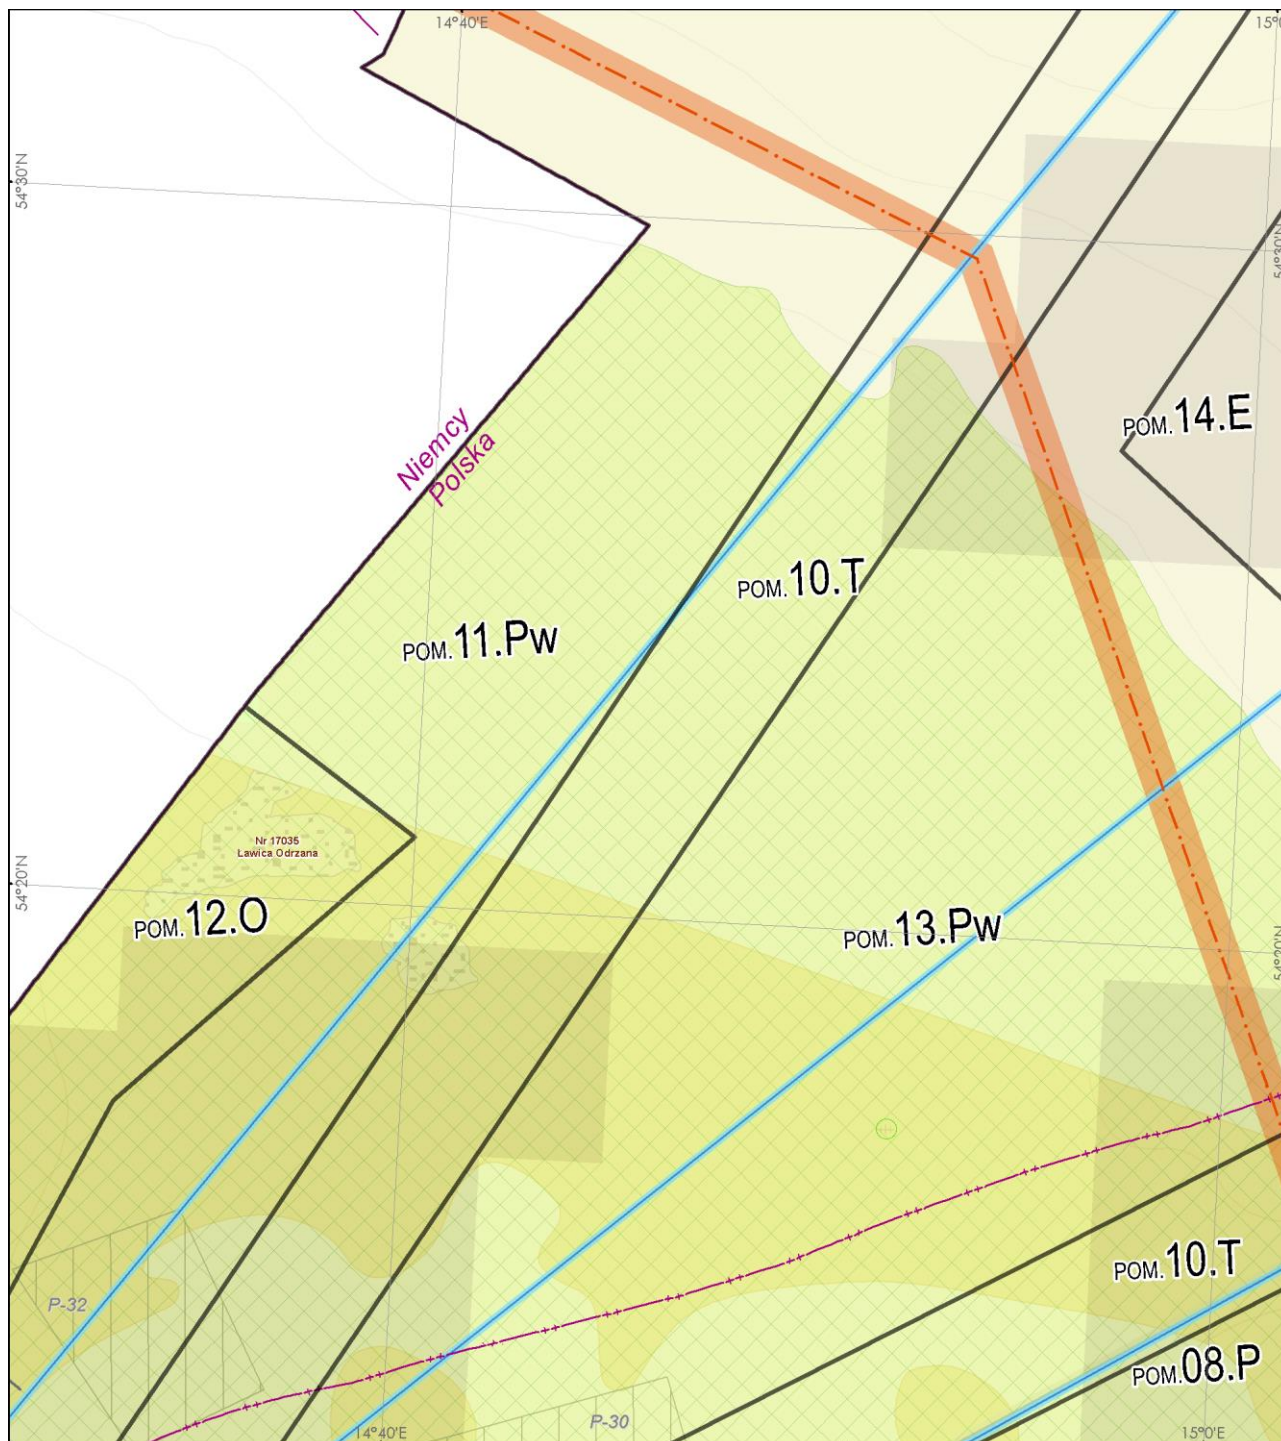 14°40'E
15°0
54°30'N
54°30'N
POM.14.E
Niemcy
Polska
POM.10.T
POM.11.Pw
Nr 17035
Ławica Odrzana
54°20'N
POM.12.O
POM.13.Pw
54°20'N
POM.10.T
P-32
POM.08.P
P-30
14°40'E
15°0'E